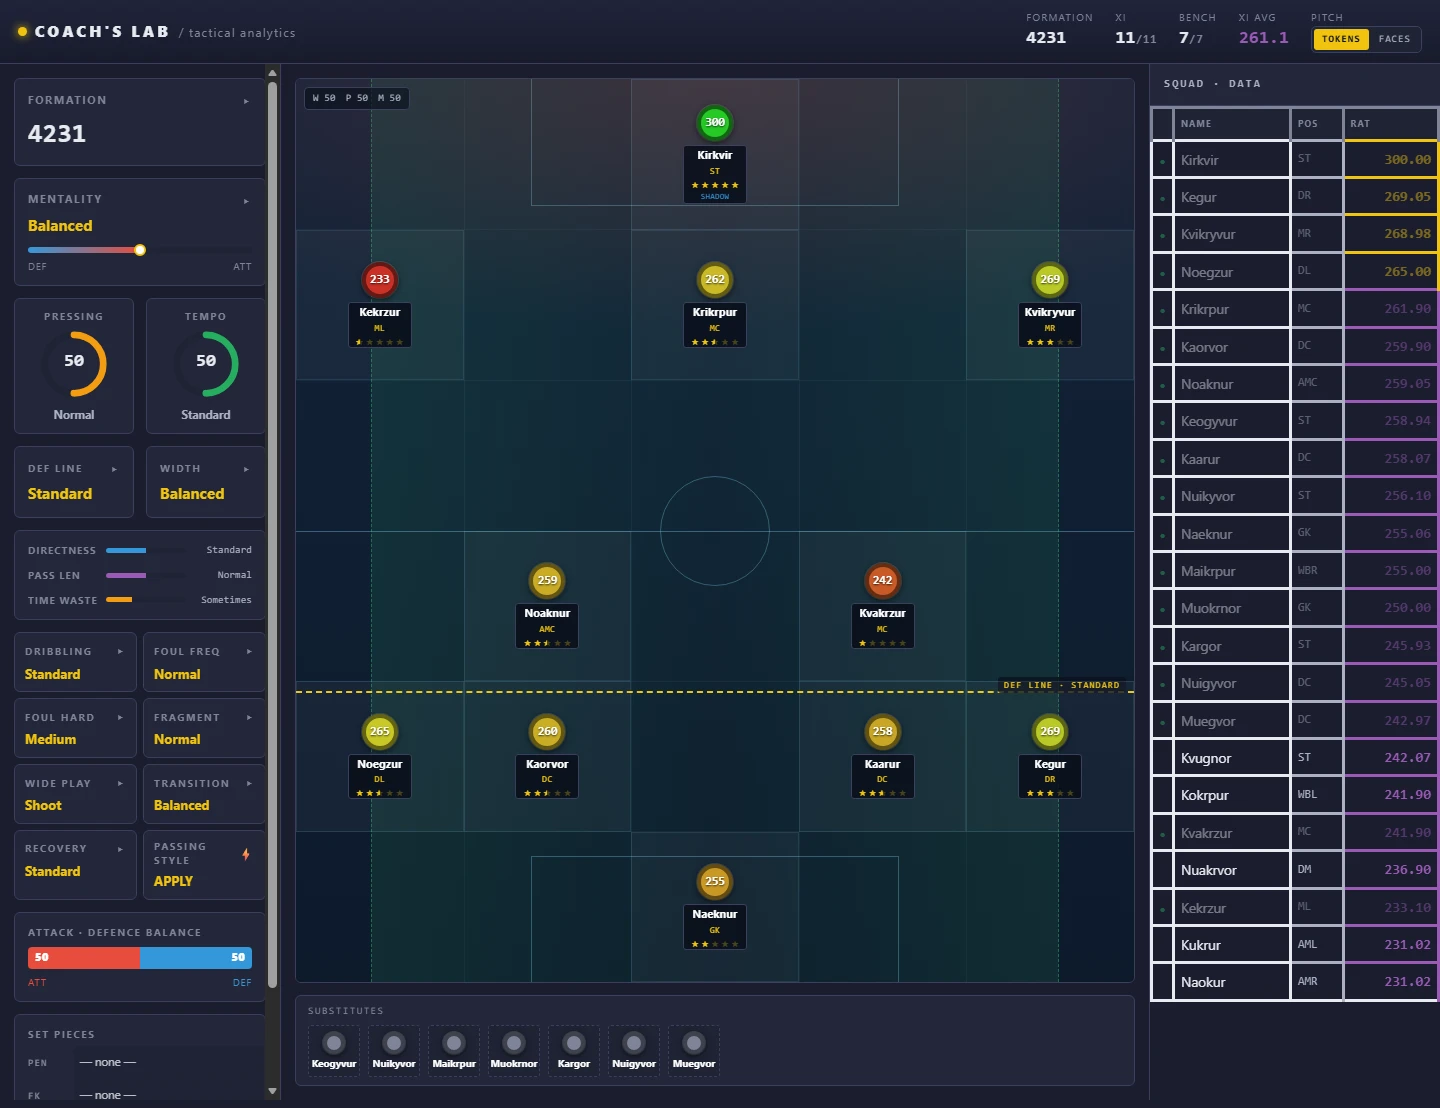 COACH'S LAB / tactical analytics
FORMATION
4231
XI
11/11
BENCH
7/7
XI AVG
261.1
PITCH
TOKENS FACES
FORMATION ▸
4231
MENTALITY ▸
Balanced
DEF ATT
PRESSING
50
Normal
TEMPO
50
Standard
DEF LINE ▸
Standard
WIDTH ▸
Balanced
DIRECTNESS Standard
PASS LEN Normal
TIME WASTE Sometimes
DRIBBLING ▸
Standard
FOUL FREQ ▸
Normal
FOUL HARD ▸
Medium
FRAGMENT ▸
Normal
WIDE PLAY ▸
Shoot
TRANSITION ▸
Balanced
RECOVERY ▸
Standard
PASSING
STYLE
APPLY
ATTACK · DEFENCE BALANCE
50 50
ATT DEF
SET PIECES
PEN — none —
FK — none —
W 50 P 50 M 50
300
Kirkvir
ST
SHADOW
233
Kekrzur
ML
262
Krikrpur
MC
269
Kvikryvur
MR
259
Noaknur
AMC
242
Kvakrzur
MC
DEF LINE · STANDARD
265
Noegzur
DL
260
Kaorvor
DC
258
Kaarur
DC
269
Kegur
DR
255
Naeknur
GK
SUBSTITUTES
Keogyvur Nuikyvor Maikrpur Muokrnor Kargor Nuigyvor Muegvor
SQUAD · DATA
NAME POS RAT
Kirkvir ST 300.00
Kegur DR 269.05
Kvikryvur MR 268.98
Noegzur DL 265.00
Krikrpur MC 261.90
Kaorvor DC 259.90
Noaknur AMC 259.05
Keogyvur ST 258.94
Kaarur DC 258.07
Nuikyvor ST 256.10
Naeknur GK 255.06
Maikrpur WBR 255.00
Muokrnor GK 250.00
Kargor ST 245.93
Nuigyvor DC 245.05
Muegvor DC 242.97
Kvugnor ST 242.07
Kokrpur WBL 241.90
Kvakrzur MC 241.90
Nuakrvor DM 236.90
Kekrzur ML 233.10
Kukrur AML 231.02
Naokur AMR 231.02